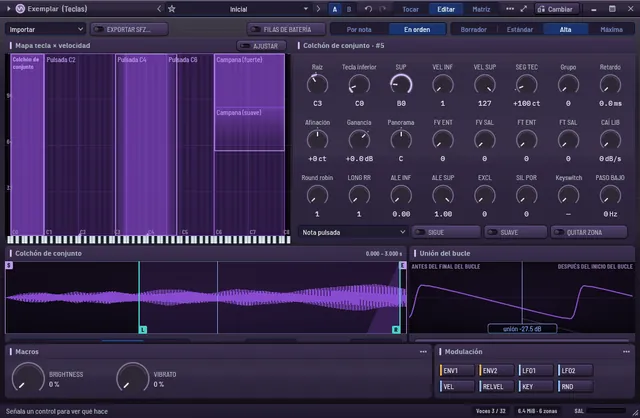 Exemplar (Teclas)
Inicial
A B
Tocar Editar Matriz
Cambiar
Importar
EXPORTAR SFZ...
FILAS DE BATERÍA
Por nota En orden
Borrador Estándar Alta Máxima
Mapa tecla × velocidad
AJUSTAR
Colchón de conjunto
Pulsada C2
Pulsada C4
Pulsada C6
Campana (fuerte)
Campana (suave)
Colchón de conjunto · #5
Raíz Tecla inferior SUP VEL INF VEL SUP SEG TEC Grupo Retardo
C3 C0 B0 1 127 +100 ct 0 0.0 ms
Afinación Ganancia Panorama FV ENT FV SAL FT ENT FT SAL CAÍ LIB
+0 ct +0.0 dB C 0 0 0 0 0 dB/s
Round robin LONG RR ALE INF ALE SUP EXCL SIL POR Keyswitch PASO BAJO
1 1 0.00 1.00 0 0 — 0 Hz
Nota pulsada
SIGUE
SUAVE
QUITAR ZONA
Colchón de conjunto
0.000 – 3.000 s
S
E
L
R
Unión del bucle
ANTES DEL FINAL DEL BUCLE
DESPUÉS DEL INICIO DEL BUCLE
unión -27.5 dB
Macros
BRIGHTNESS
0 %
VIBRATO
0 %
Modulación
ENV1 ENV2 LFO1 LFO2
VEL RELVEL KEY RND
Señala un control para ver qué hace
Voces 3 / 32
6.4 MiB · 6 zonas
SAL